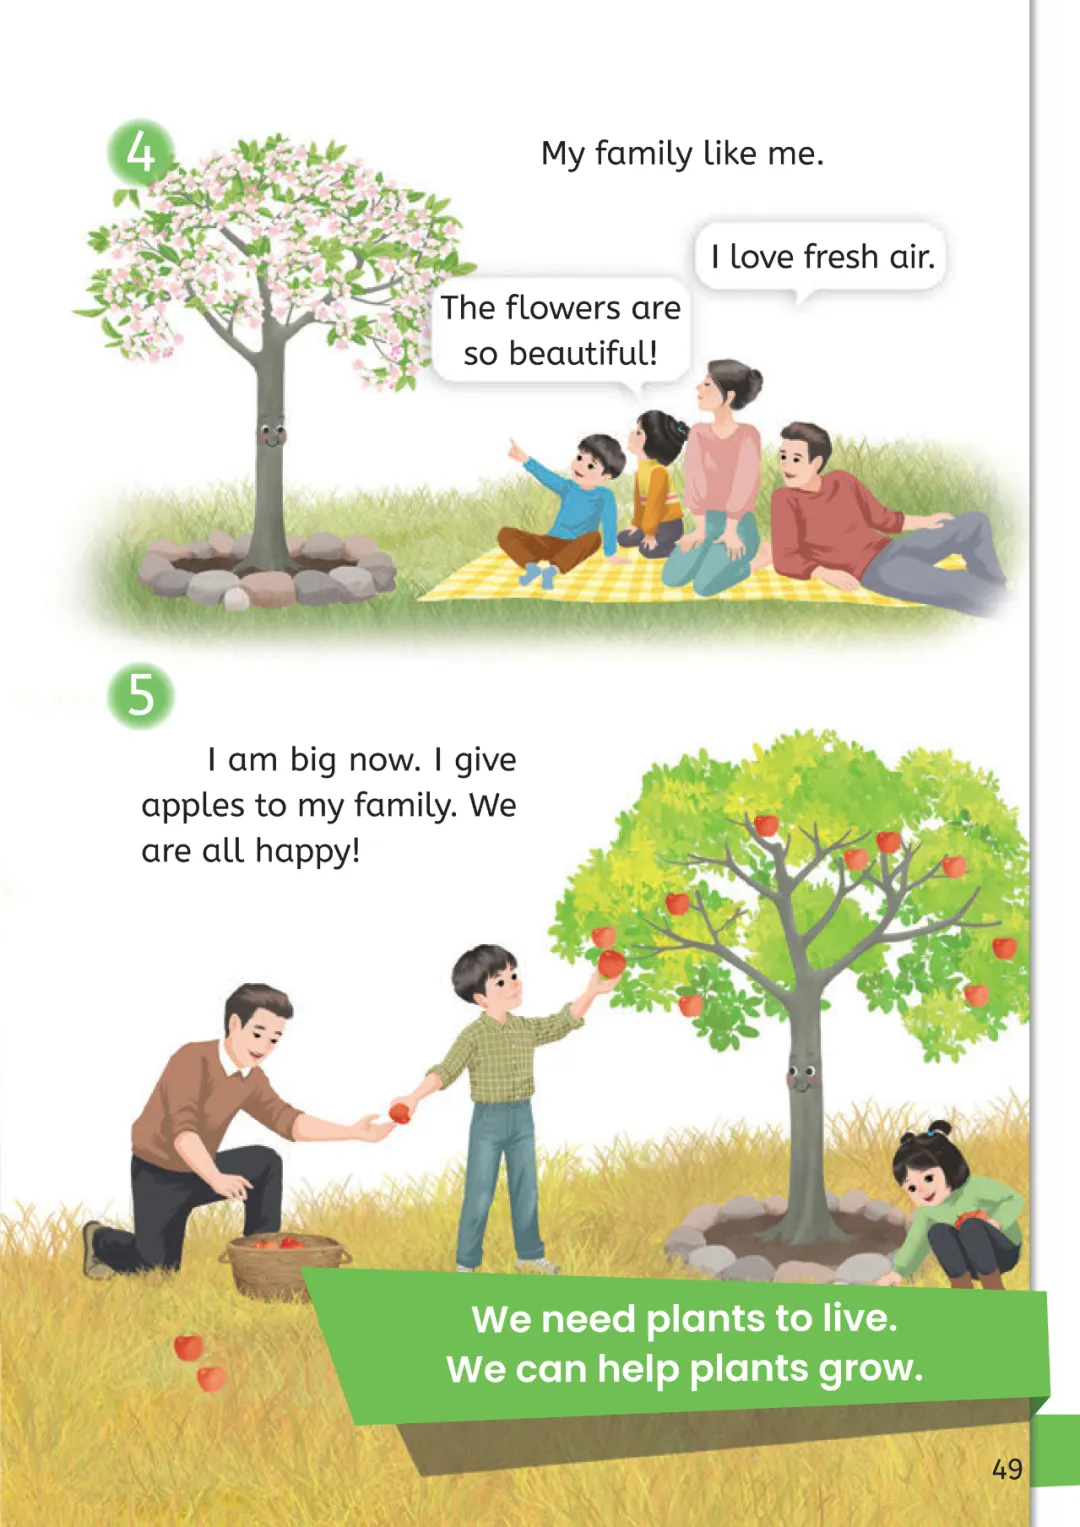 4
My family like me.
I love fresh air.
The flowers are
so beautiful!
5
I am big now. I give
apples to my family. We
are all happy!
We need plants to live.
We can help plants grow.
49